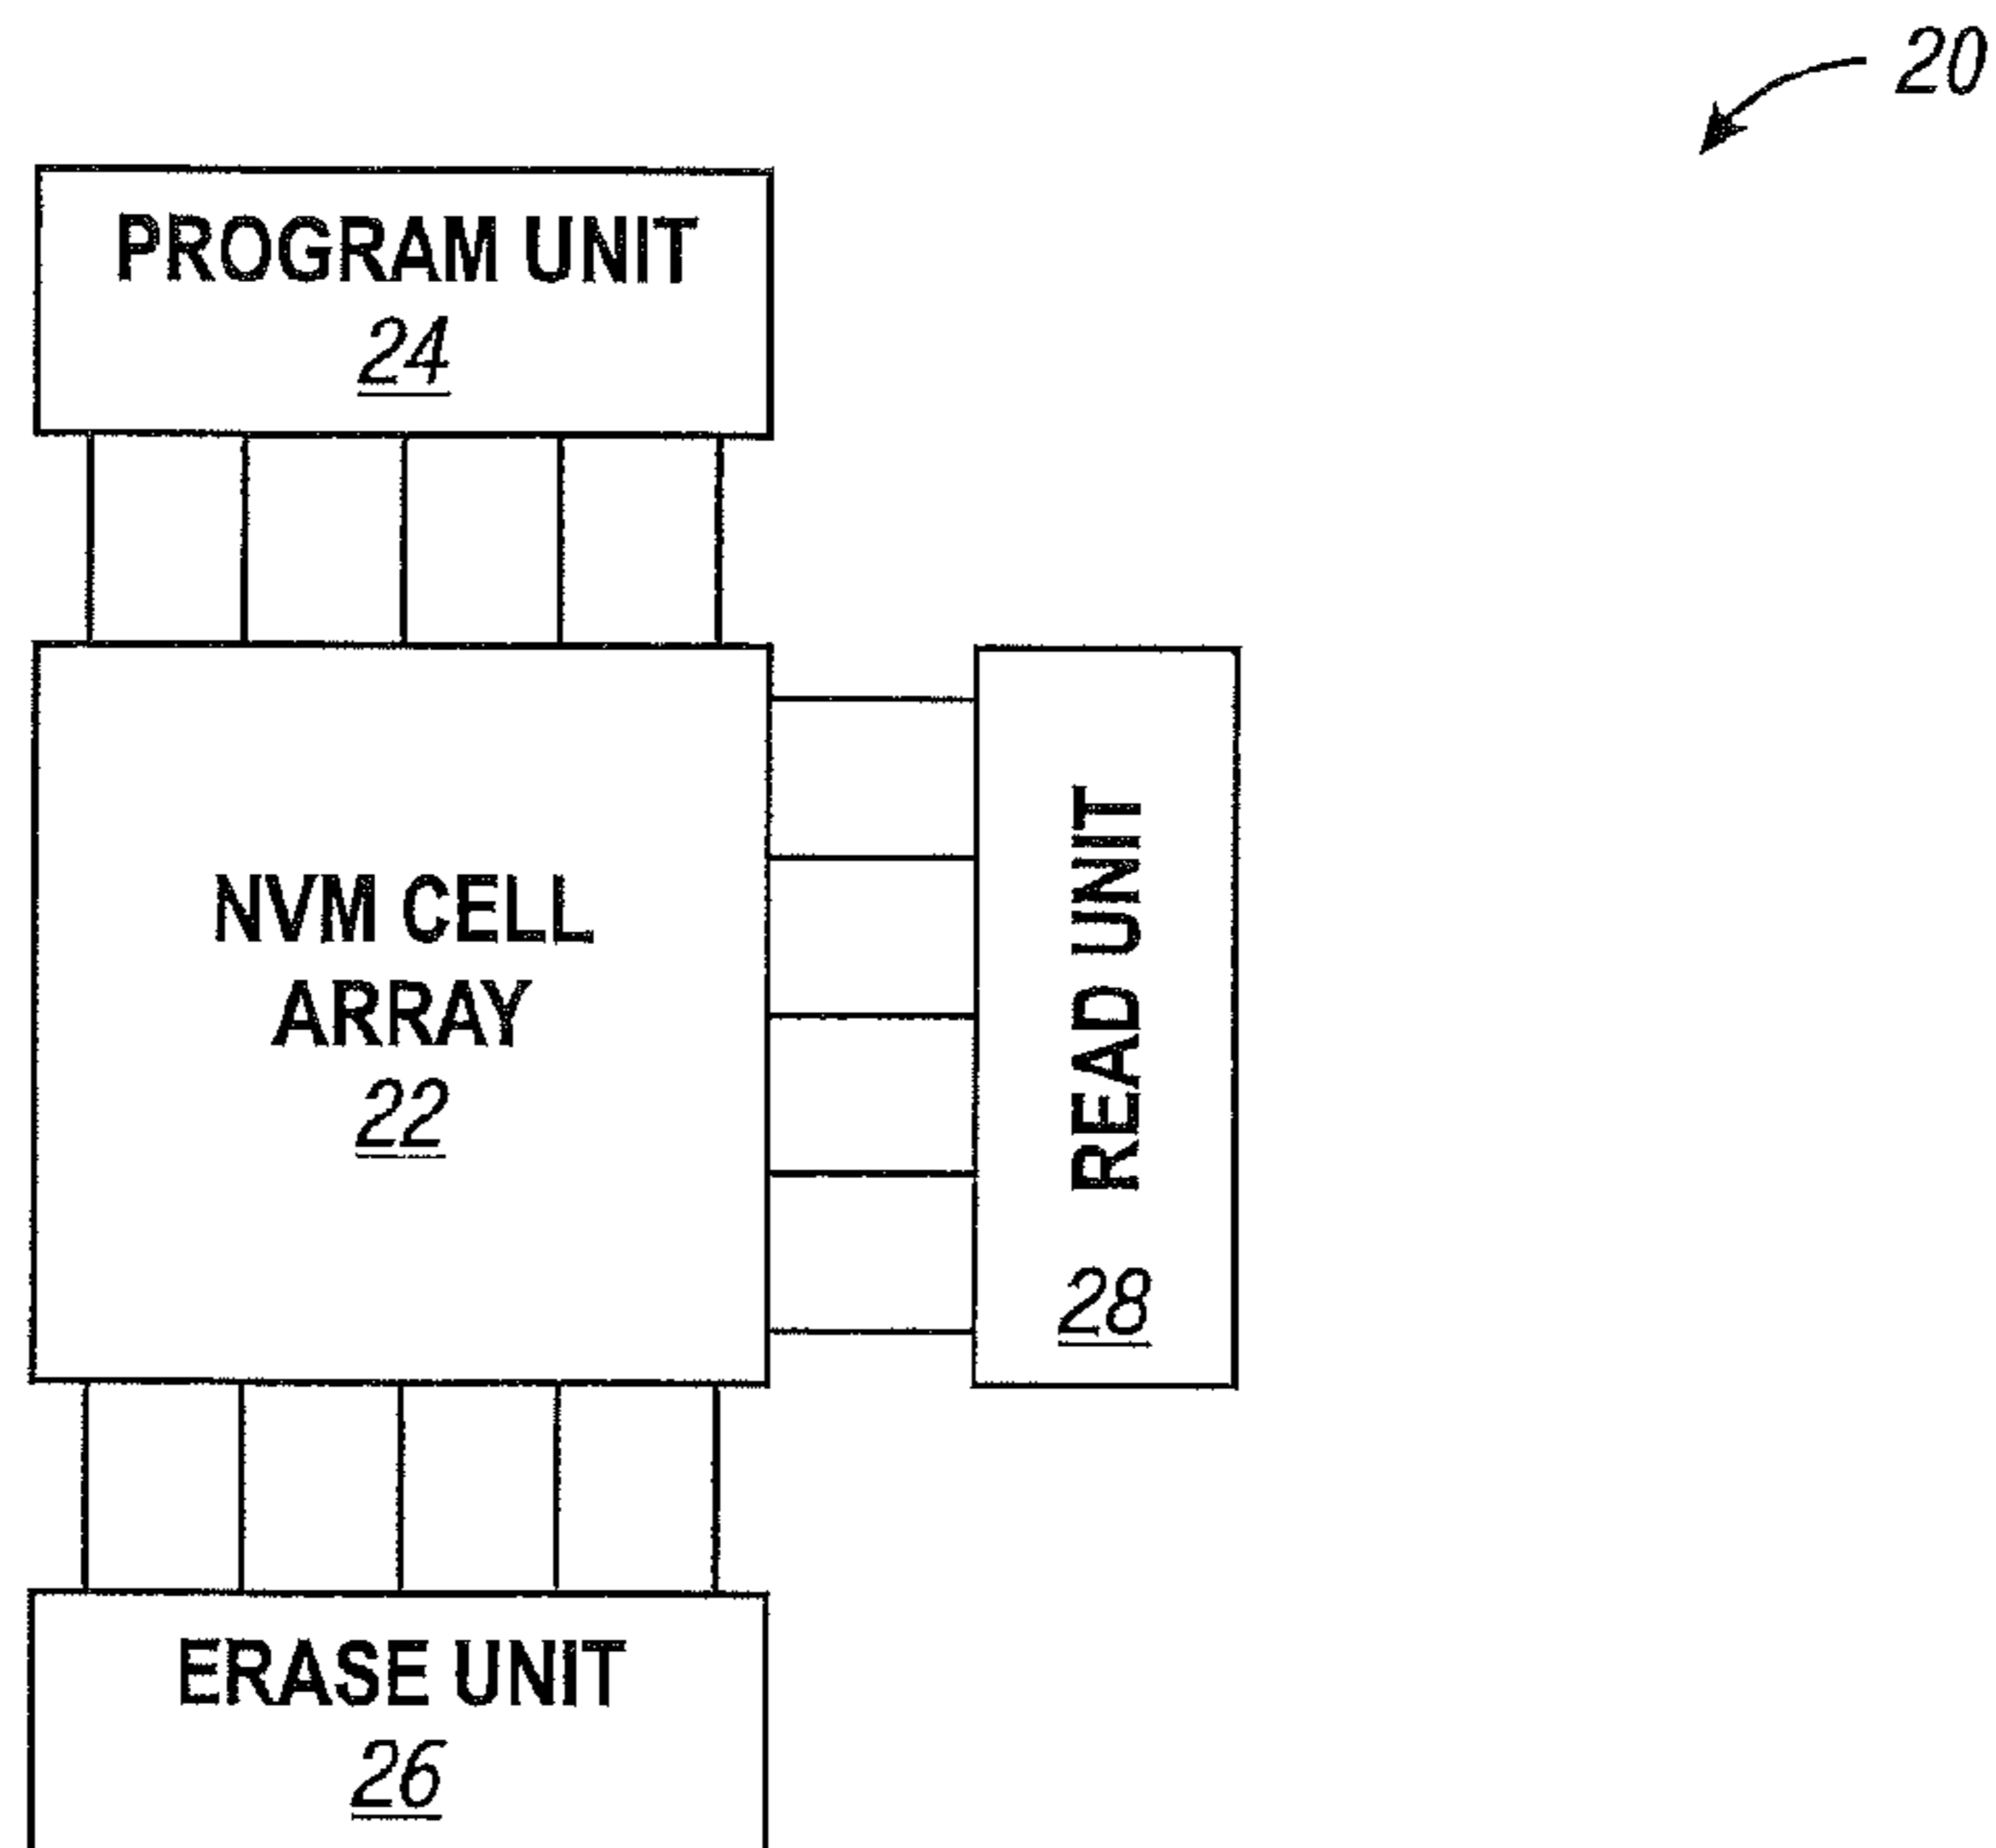 20
PROGRAM UNIT
24
NVM CELL
ARRAY
22
READ UNIT
28
ERASE UNIT
26